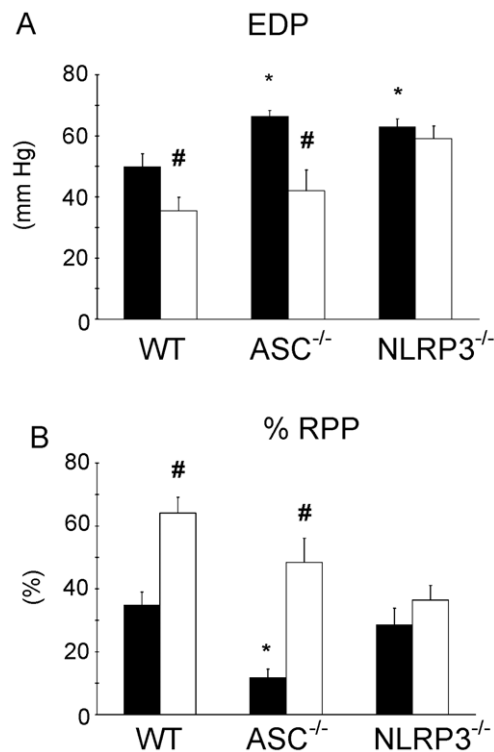 A
EDP
80
60
40
20
0
(mm Hg)
*
*
#
#
WT
ASC-/-
NLRP3-/-
B
% RPP
80
60
40
20
0
(%)
#
#
*
WT
ASC-/-
NLRP3-/-